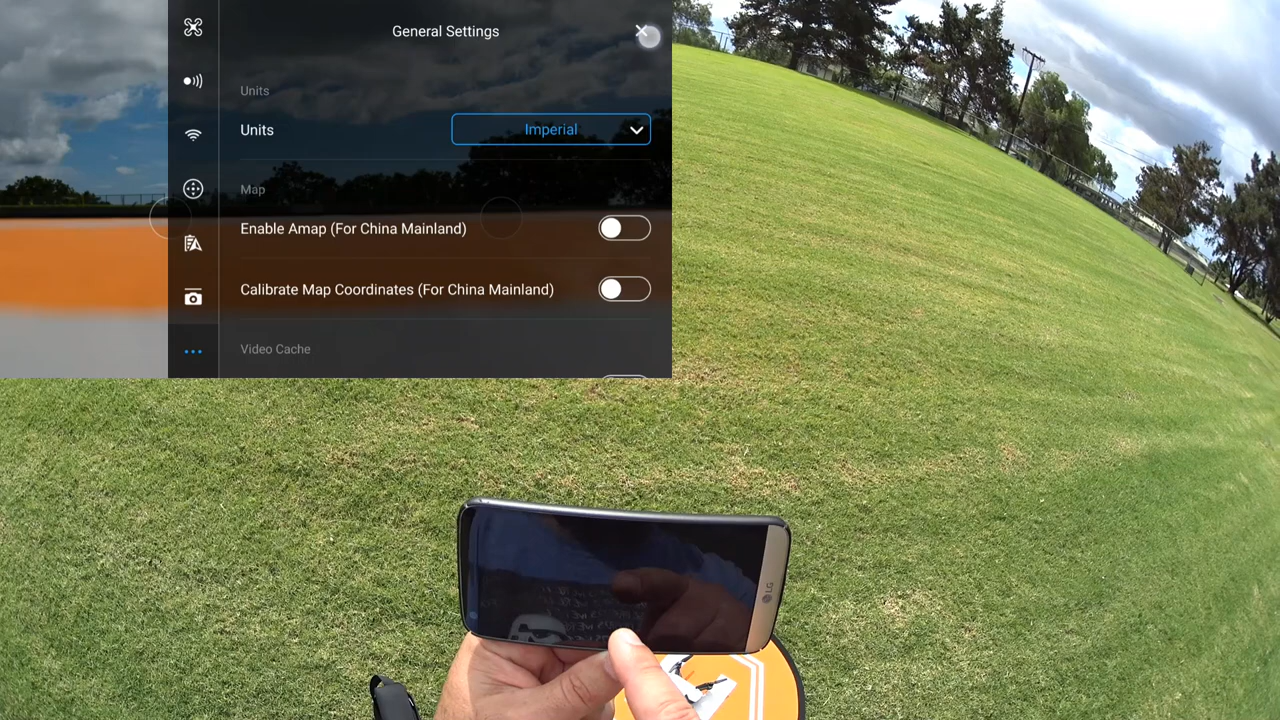 General Settings
Units
Units Imperial
Map
Enable Amap (For China Mainland)
Calibrate Map Coordinates (For China Mainland)
Video Cache
LG